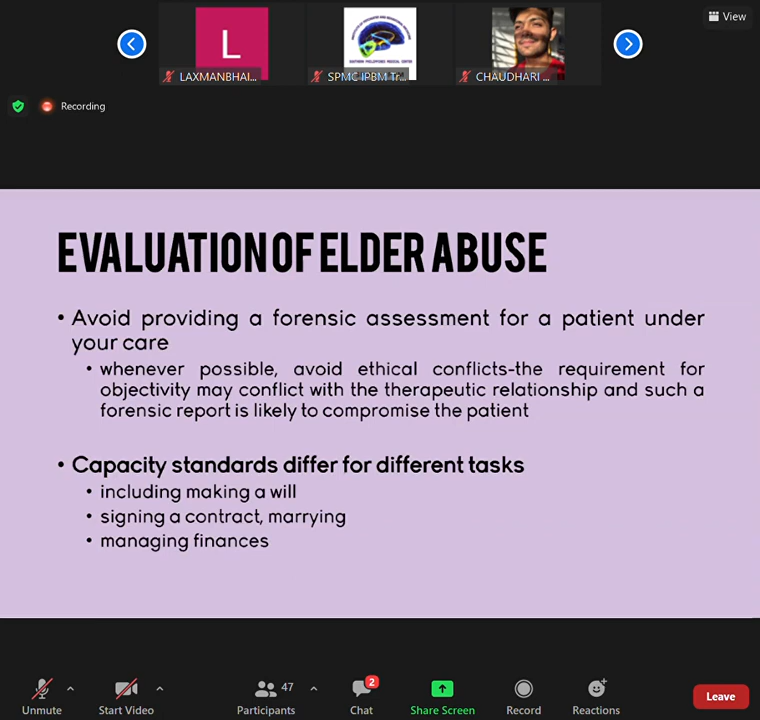 View
L
LAXMANBHAI...
SPMC IPBM Tr...
CHAUDHARI ...
Recording
EVALUATION OF ELDER ABUSE
• Avoid providing a forensic assessment for a patient under
your care
• whenever possible, avoid ethical conflicts-the requirement for
objectivity may conflict with the therapeutic relationship and such a
forensic report is likely to compromise the patient
• Capacity standards differ for different tasks
• including making a will
• signing a contract, marrying
• managing finances
47
2
Unmute
Start Video
Participants
Chat
Share Screen
Record
Reactions
Leave